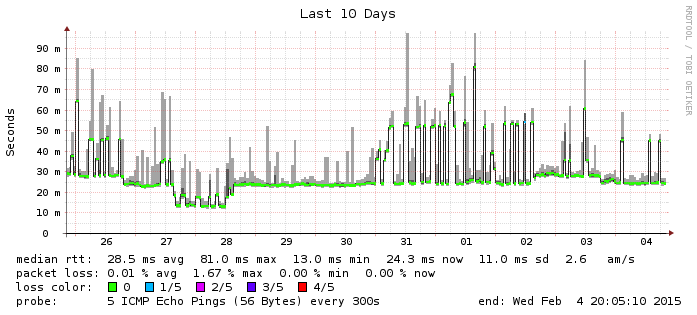 Last 10 Days
RRDTOOL / TOBI OETIKER
Seconds
90 m
80 m
70 m
60 m
50 m
40 m
30 m
20 m
10 m
0
26 27 28 29 30 31 01 02 03 04
median rtt: 28.5 ms avg 81.0 ms max 13.0 ms min 24.3 ms now 11.0 ms sd 2.6 am/s
packet loss: 0.01 % avg 1.67 % max 0.00 % min 0.00 % now
loss color: 0 1/5 2/5 3/5 4/5
probe: 5 ICMP Echo Pings (56 Bytes) every 300s end: Wed Feb 4 20:05:10 2015